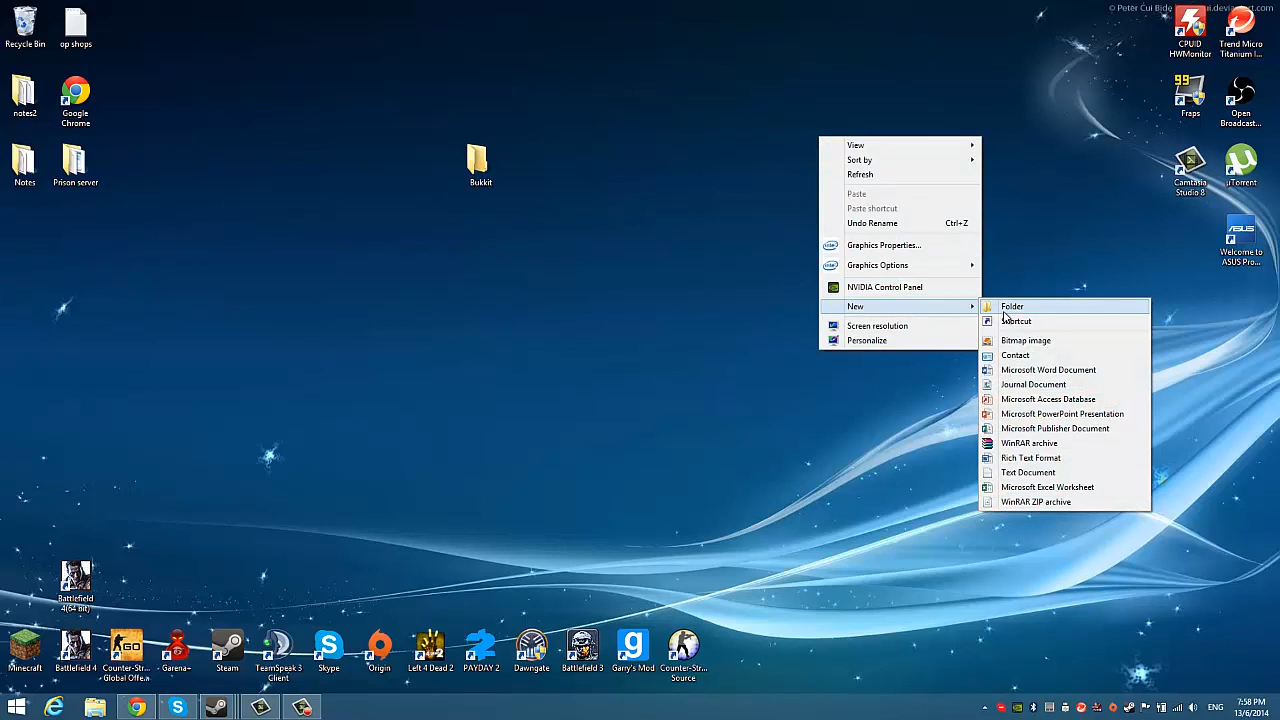 © Peter Cui Bide
Recycle Bin
op shops
notes2
Google
Chrome
Notes
Prison server
Bukkit
CPUID
HWMonitor
Trend Micro
Titanium I...
99
Fraps
Open
Broadcast...
Camtasia
Studio 8
µTorrent
ASUS
Welcome to
ASUS Pro...
View
Sort by
Refresh
Paste
Paste shortcut
Undo Rename Ctrl+Z
Graphics Properties...
Graphics Options
NVIDIA Control Panel
New
Screen resolution
Personalize
Folder
Shortcut
Bitmap image
Contact
Microsoft Word Document
Journal Document
Microsoft Access Database
Microsoft PowerPoint Presentation
Microsoft Publisher Document
WinRAR archive
Rich Text Format
Text Document
Microsoft Excel Worksheet
WinRAR ZIP archive
Battlefield
4(64 bit)
Minecraft
Battlefield 4
Counter-Str...
Global Offe...
Garena+
Steam
TeamSpeak 3
Client
Skype
Orgin
Left 4 Dead 2
PAYDAY 2
Dawngate
Battlefield 3
Garry's Mod
Counter-Str...
Source
ENG
7:58 PM
13/6/2014